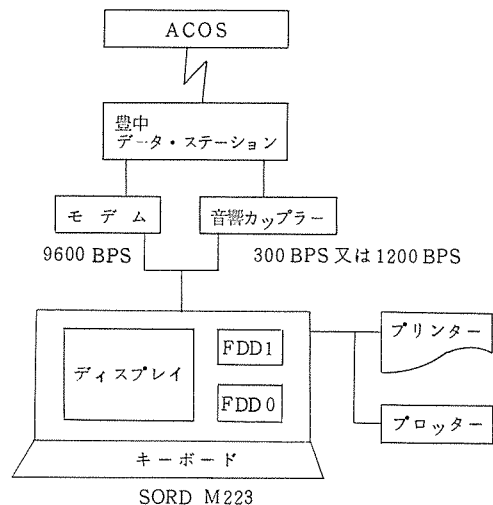 ACOS
豊中
データ・ステーション
モデム
音響カップラー
9600 BPS
300 BPS 又は 1200 BPS
ディスプレイ
FDD1
FDD0
プリンター
プロッター
キーボード
SORD M223